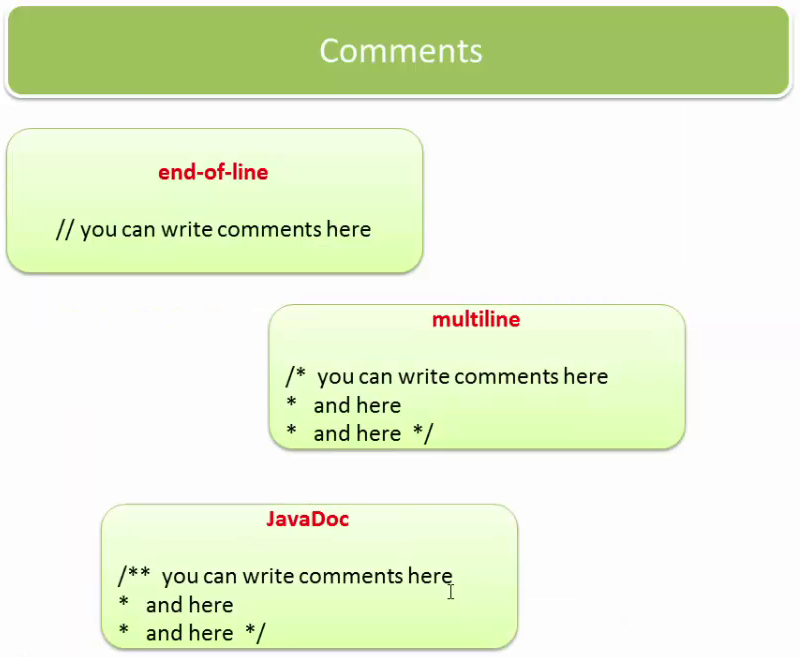 Comments
end-of-line
// you can write comments here
multiline
/* you can write comments here
* and here
* and here */
JavaDoc
/** you can write comments here
* and here
* and here */